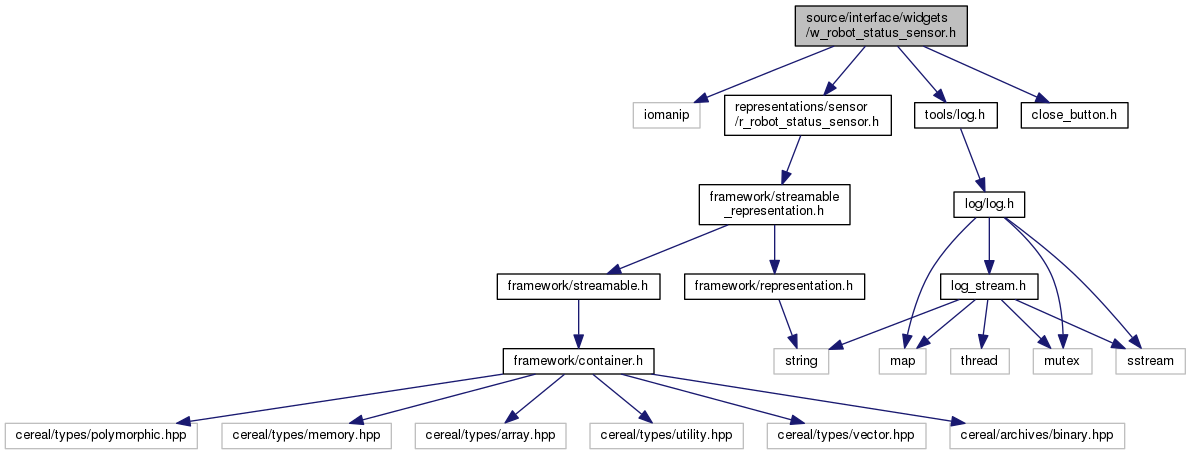 source/interface/widgets
/w_robot_status_sensor.h
iomanip
representations/sensor
/r_robot_status_sensor.h
tools/log.h
close_button.h
framework/streamable
_representation.h
log/log.h
framework/streamable.h
framework/representation.h
log_stream.h
framework/container.h
string
map
thread
mutex
sstream
cereal/types/polymorphic.hpp
cereal/types/memory.hpp
cereal/types/array.hpp
cereal/types/utility.hpp
cereal/types/vector.hpp
cereal/archives/binary.hpp